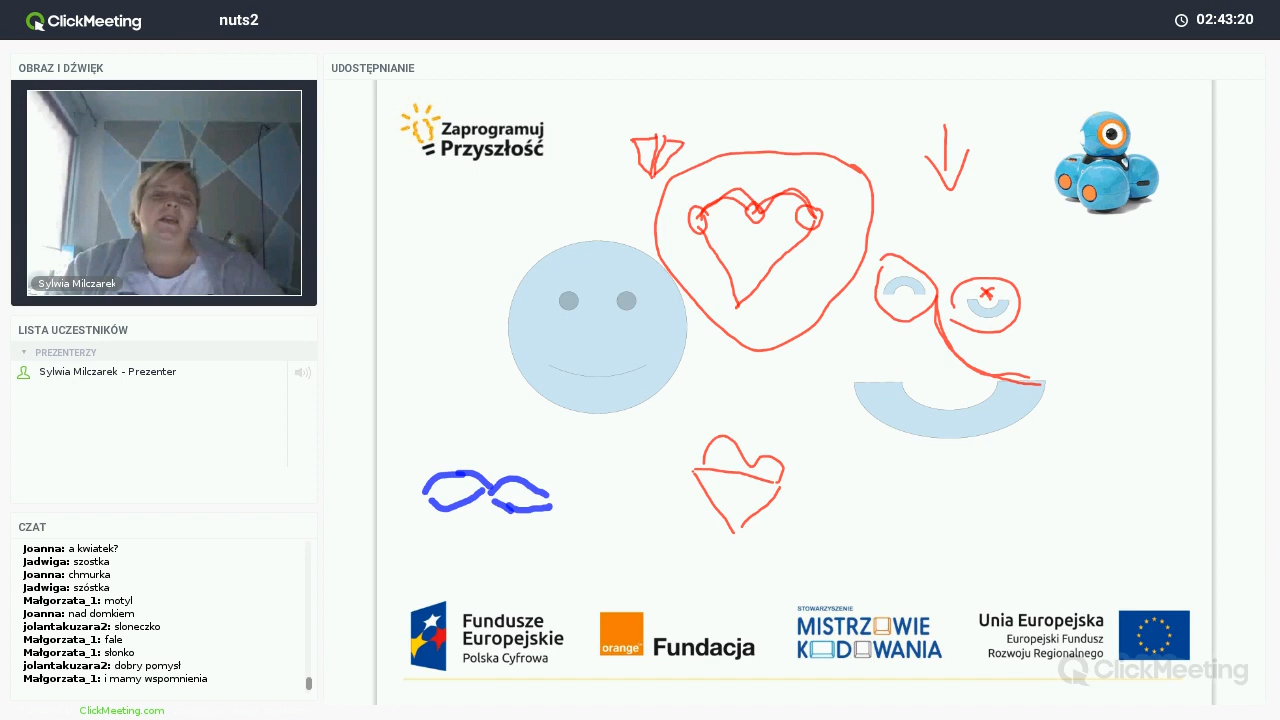 ClickMeeting
nuts2
02:43:20
OBRAZ I DŹWIĘK
UDOSTĘPNIANIE
Sylwia Milczarek
LISTA UCZESTNIKÓW
PREZENTERZY
Sylwia Milczarek - Prezenter
CZAT
Joanna: a kwiatek?
Jadwiga: szostka
Joanna: chmurka
Jadwiga: szóstka
Małgorzata_1: motyl
Joanna: nad domkiem
jolantakuzara2: słoneczko
Małgorzata_1: fale
Małgorzata_1: słonko
jolantakuzara2: dobry pomysł
Małgorzata_1: i mamy wspomnienia
ClickMeeting.com
Zaprogramuj
Przyszłość
Fundusze
Europejskie
Polska Cyfrowa
orange™
Fundacja
STOWARZYSZENIE
MISTRZOWIE
KODOWANIA
Unia Europejska
Europejski Fundusz
Rozwoju Regionalnego
ClickMeeting